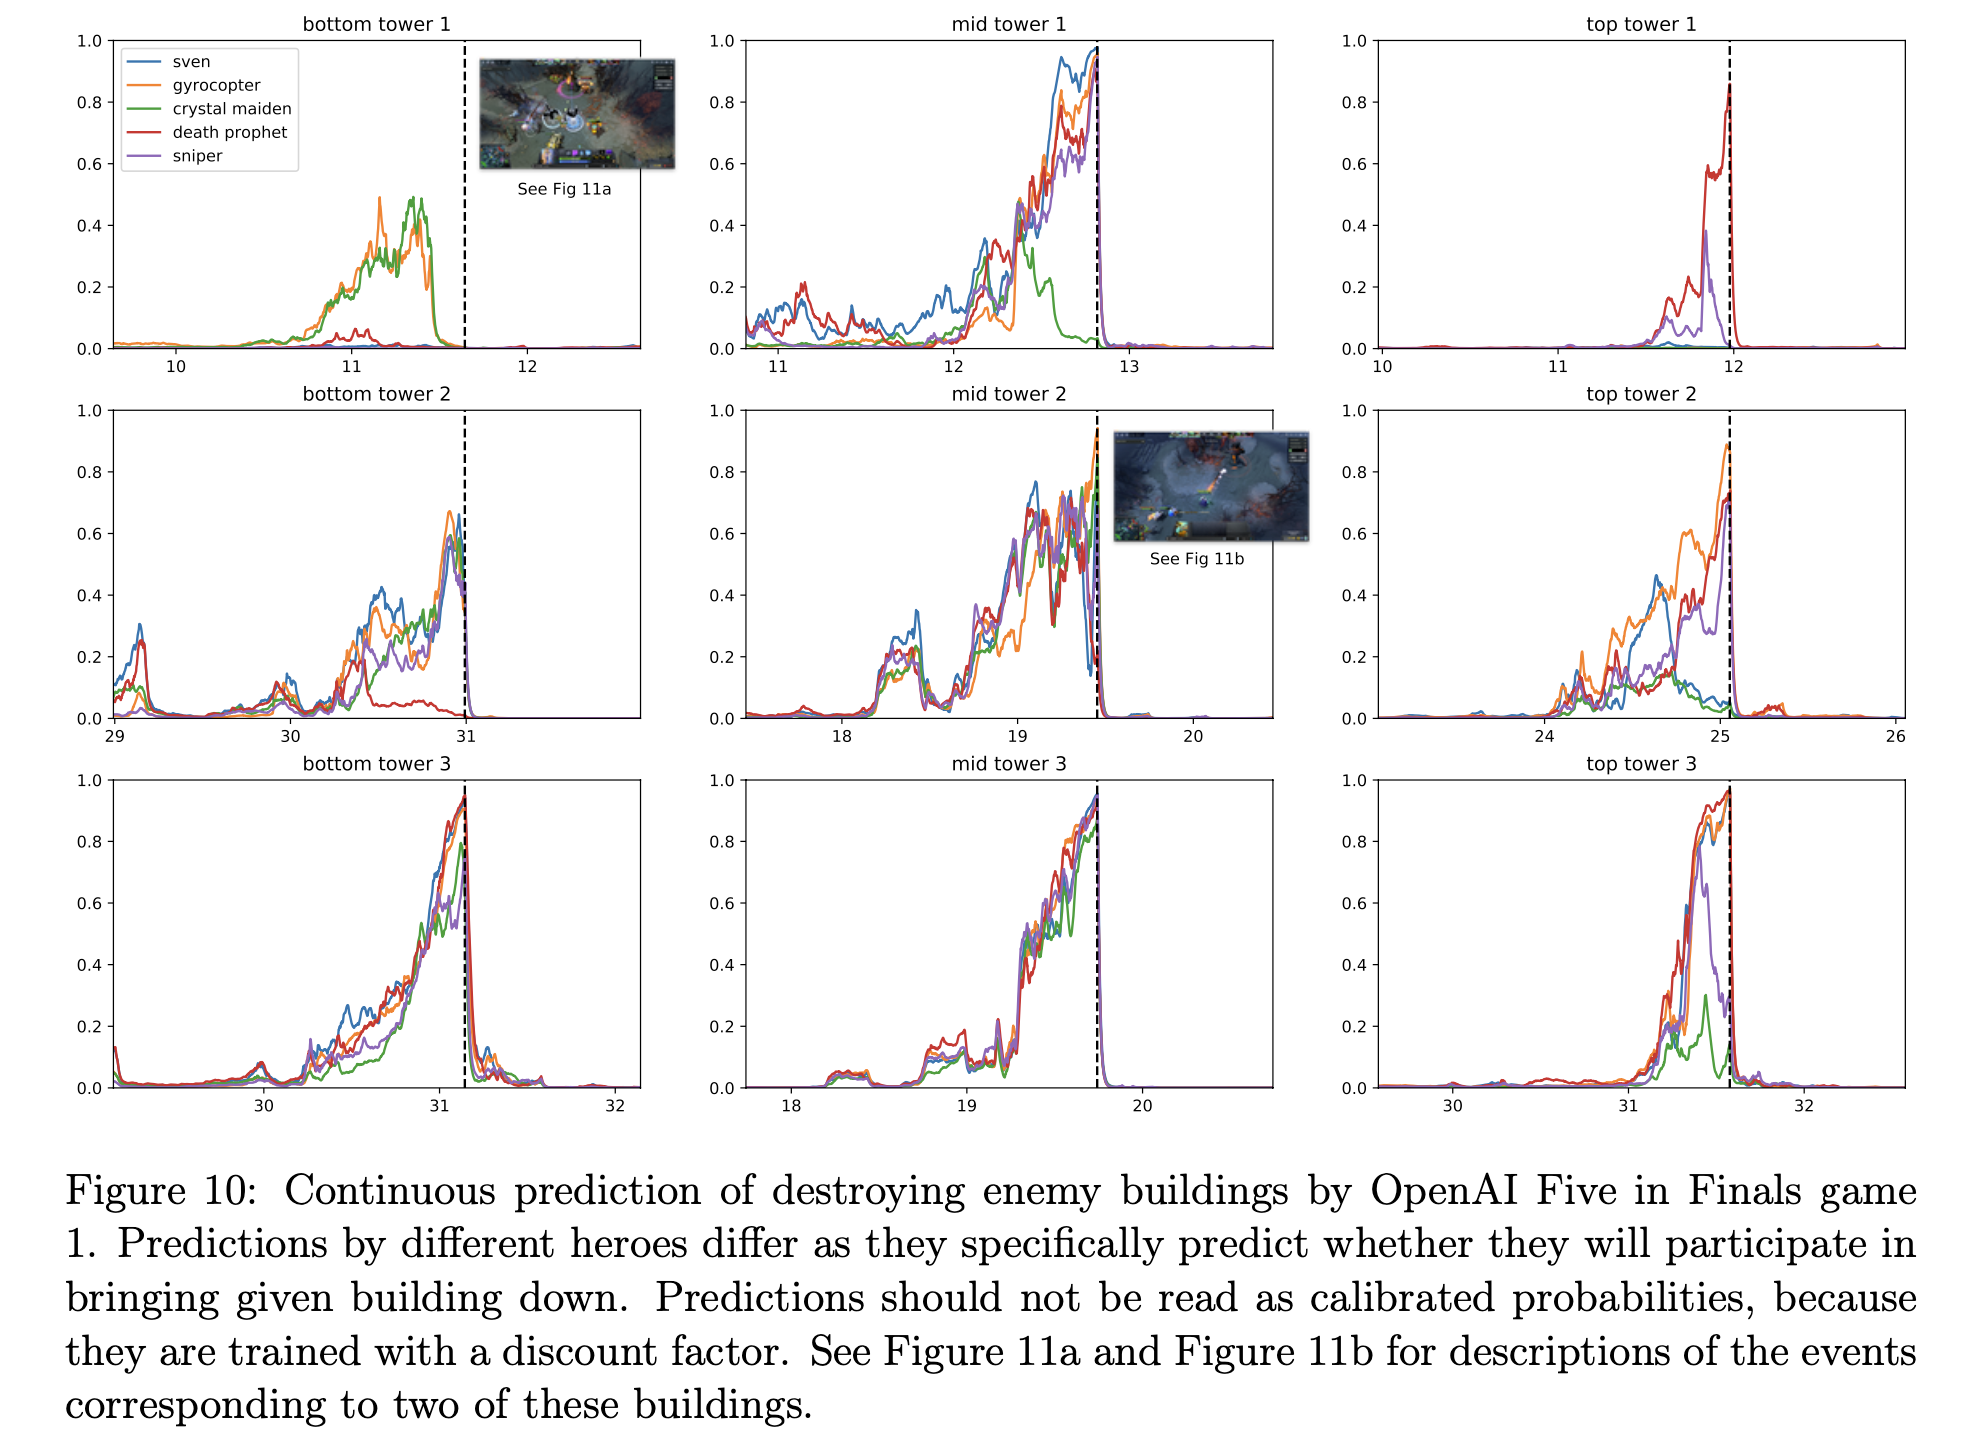 bottom tower 1
1.0
0.8
0.6
0.4
0.2
0.0
sven
gyrocopter
crystal maiden
death prophet
sniper
See Fig 11a
10 11 12
mid tower 1
1.0
0.8
0.6
0.4
0.2
0.0
11 12 13
top tower 1
1.0
0.8
0.6
0.4
0.2
0.0
10 11 12
bottom tower 2
1.0
0.8
0.6
0.4
0.2
0.0
29 30 31
mid tower 2
1.0
0.8
0.6
0.4
0.2
0.0
See Fig 11b
18 19 20
top tower 2
1.0
0.8
0.6
0.4
0.2
0.0
24 25 26
bottom tower 3
1.0
0.8
0.6
0.4
0.2
0.0
30 31 32
mid tower 3
1.0
0.8
0.6
0.4
0.2
0.0
18 19 20
top tower 3
1.0
0.8
0.6
0.4
0.2
0.0
30 31 32
Figure 10: Continuous prediction of destroying enemy buildings by OpenAI Five in Finals game
1. Predictions by different heroes differ as they specifically predict whether they will participate in
bringing given building down. Predictions should not be read as calibrated probabilities, because
they are trained with a discount factor. See Figure 11a and Figure 11b for descriptions of the events
corresponding to two of these buildings.